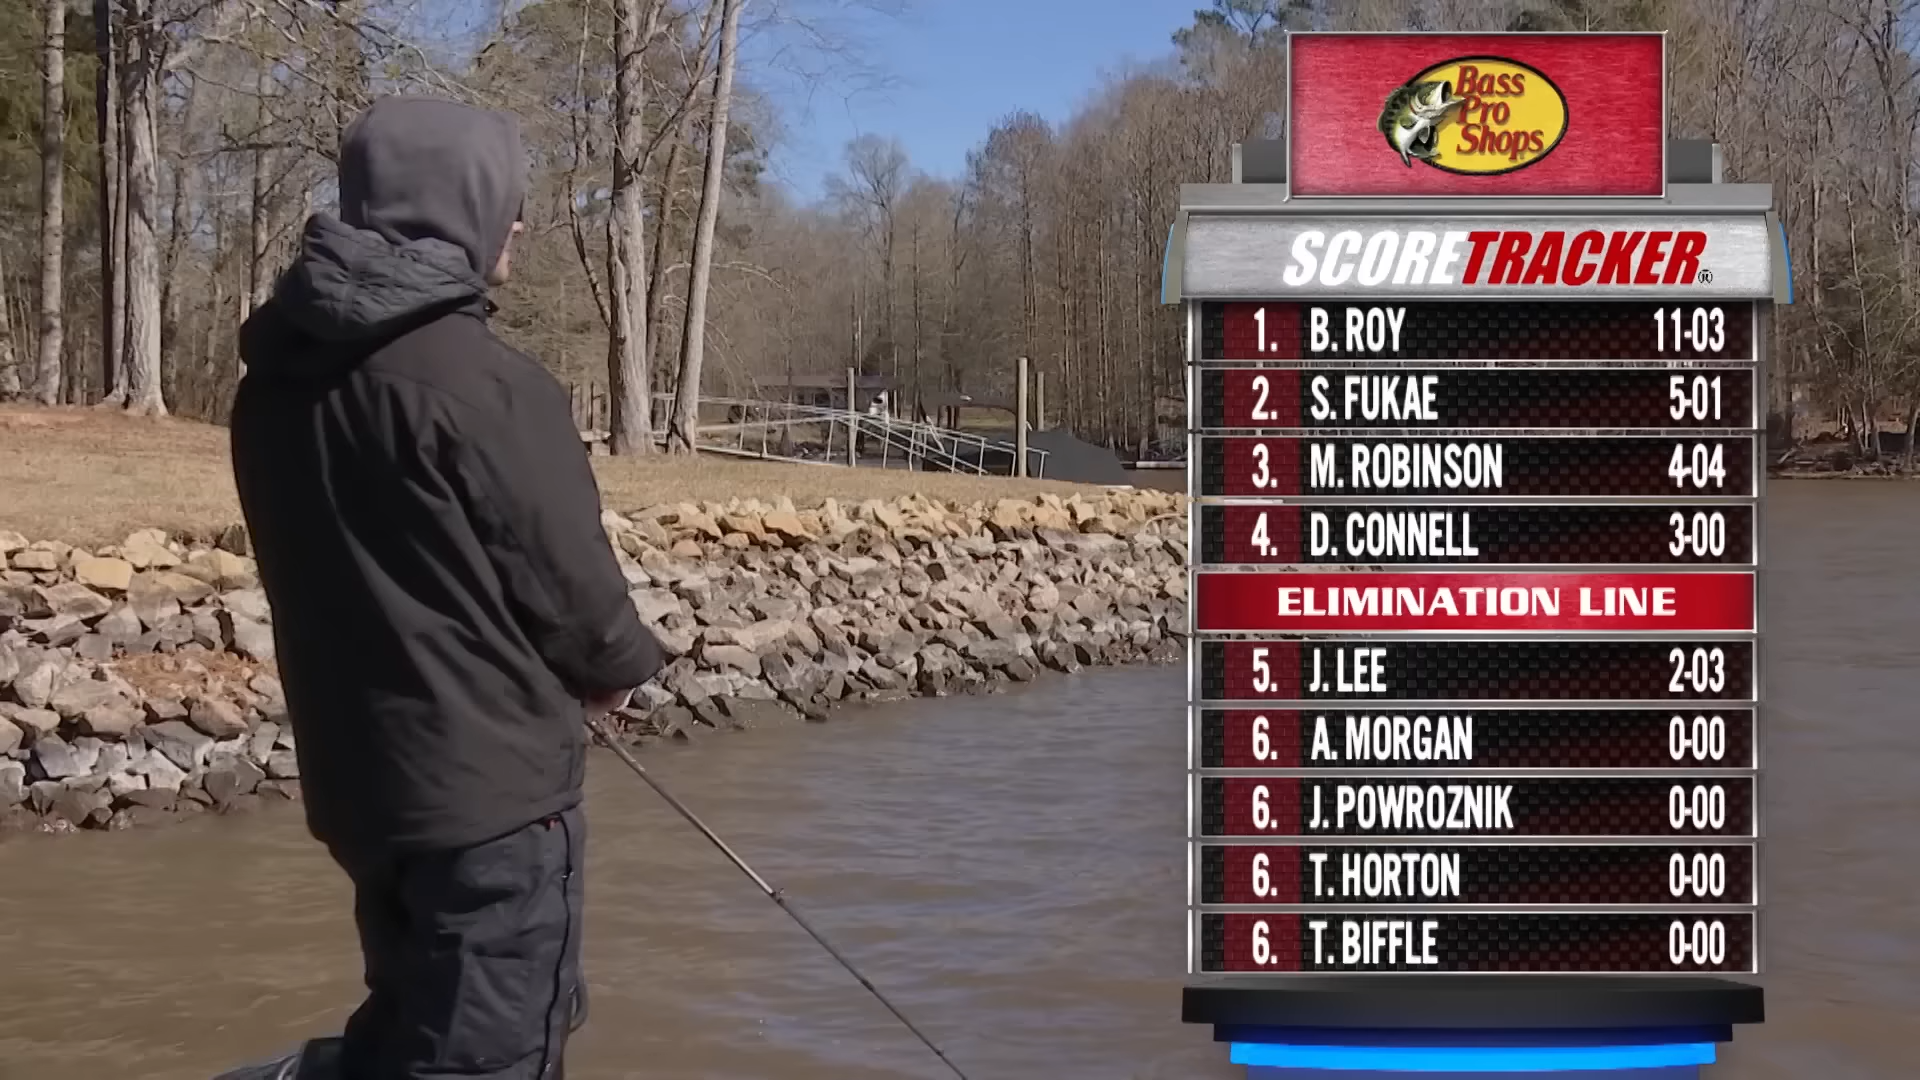 Bass
Pro
Shops
SCORETRACKER®
1. B. ROY 11-03
2. S. FUKAE 5-01
3. M. ROBINSON 4-04
4. D. CONNELL 3-00
ELIMINATION LINE
5. J. LEE 2-03
6. A. MORGAN 0-00
6. J. POWROZNIK 0-00
6. T. HORTON 0-00
6. T. BIFFLE 0-00